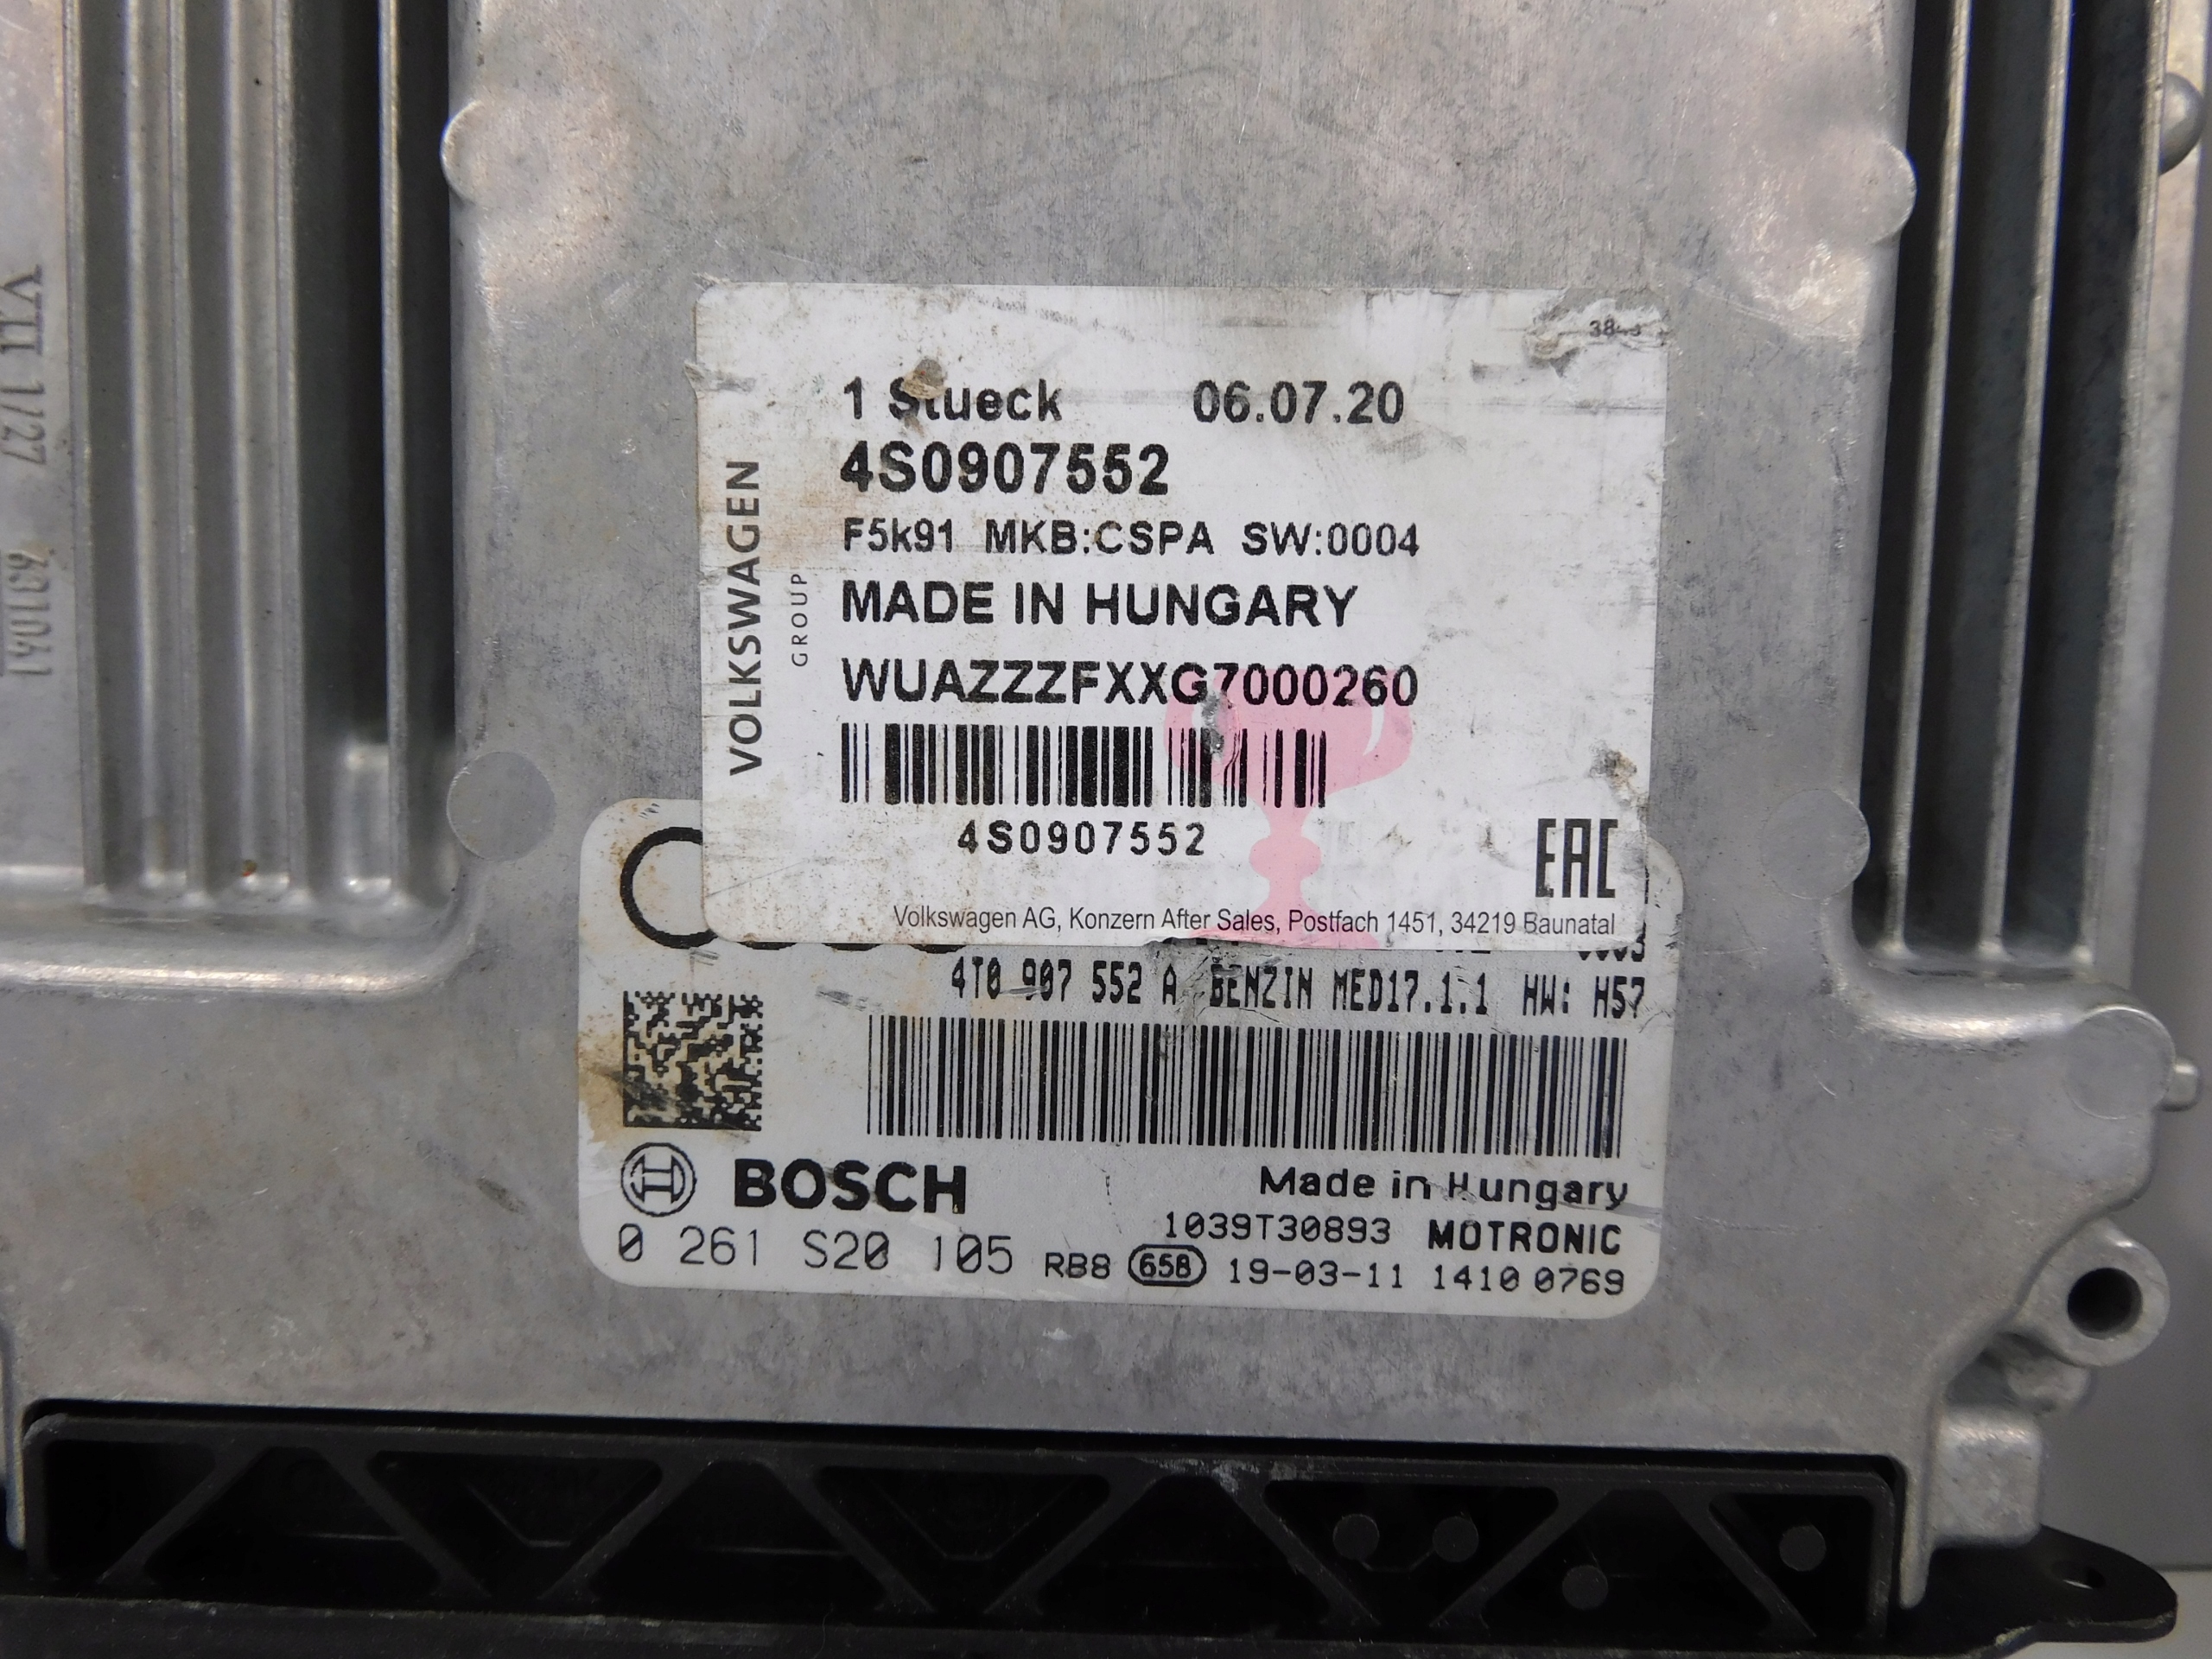 1 Stueck 06.07.20
4S0907552
F5k91 MKB:CSPA SW:0004
MADE IN HUNGARY
WUAZZZFXXG7000260
VOLKSWAGEN
GROUP
4S0907552
EAC
Volkswagen AG, Konzern After Sales, Postfach 1451, 34219 Baunatal
4T0 907 552 A BENZIN MED17.1.1 HW: H57
BOSCH
Made in Hungary
1039T30893 MOTRONIC
0 261 S20 105 RB8 658 19-03-11 1410 0769